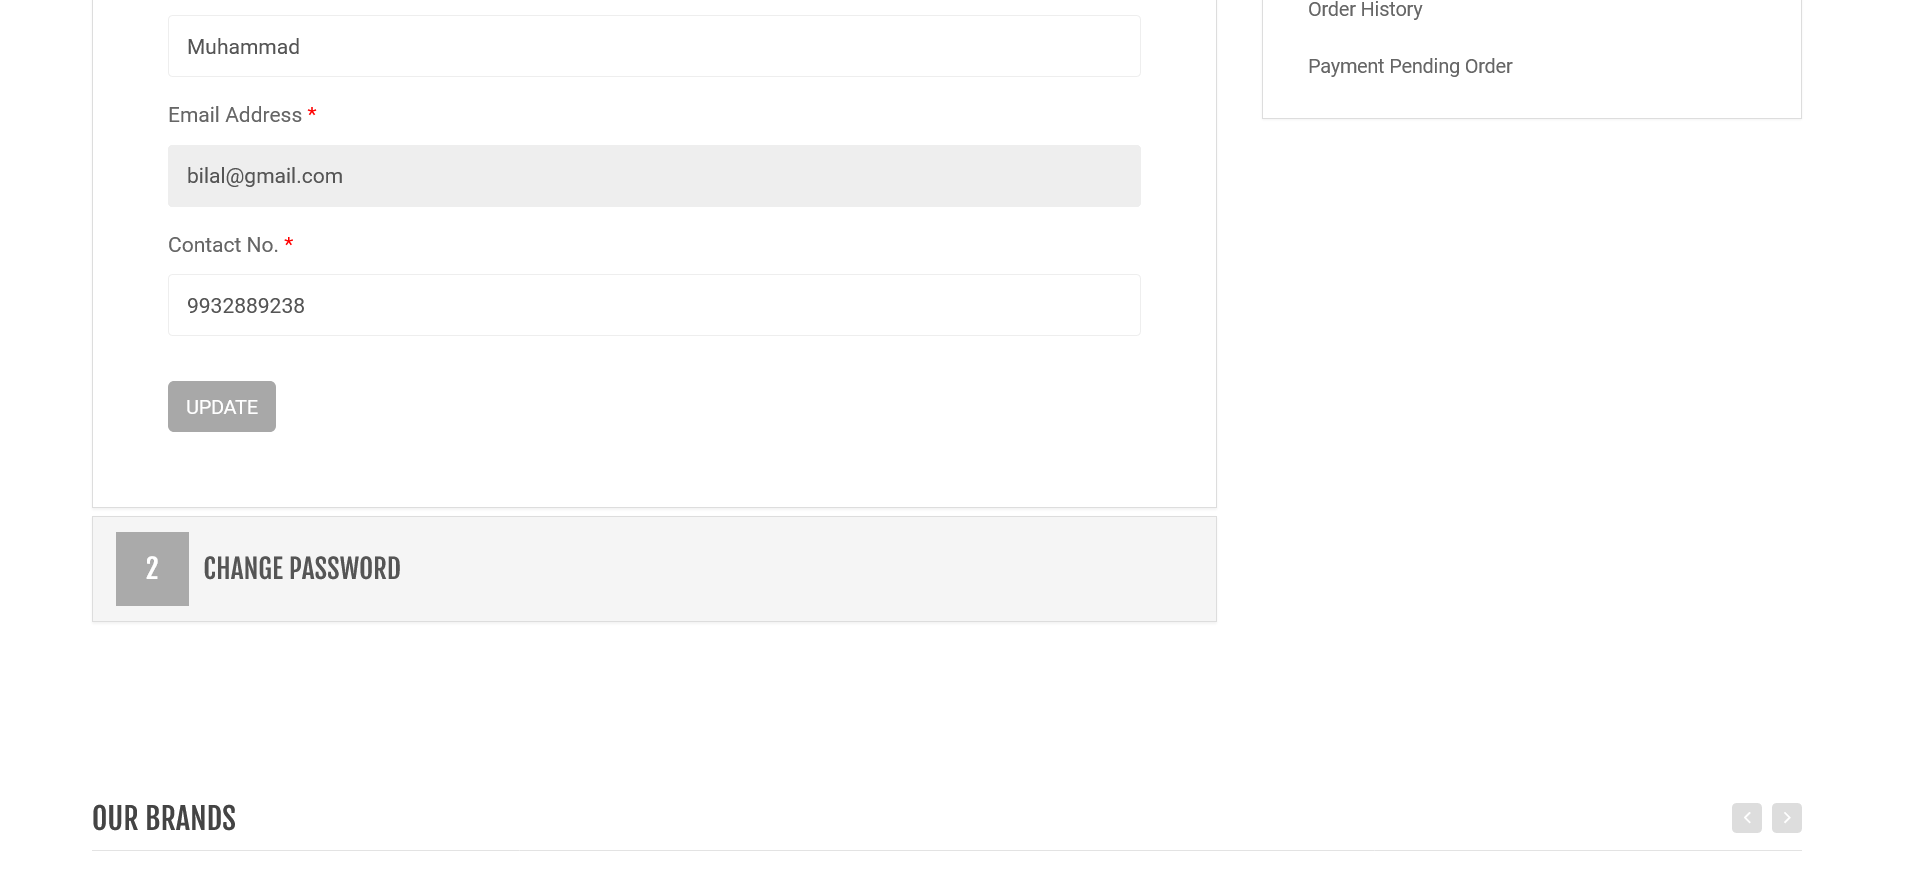 Order History
Muhammad
Payment Pending Order
Email Address *
bilal@gmail.com
Contact No. *
9932889238
UPDATE
2 CHANGE PASSWORD
OUR BRANDS